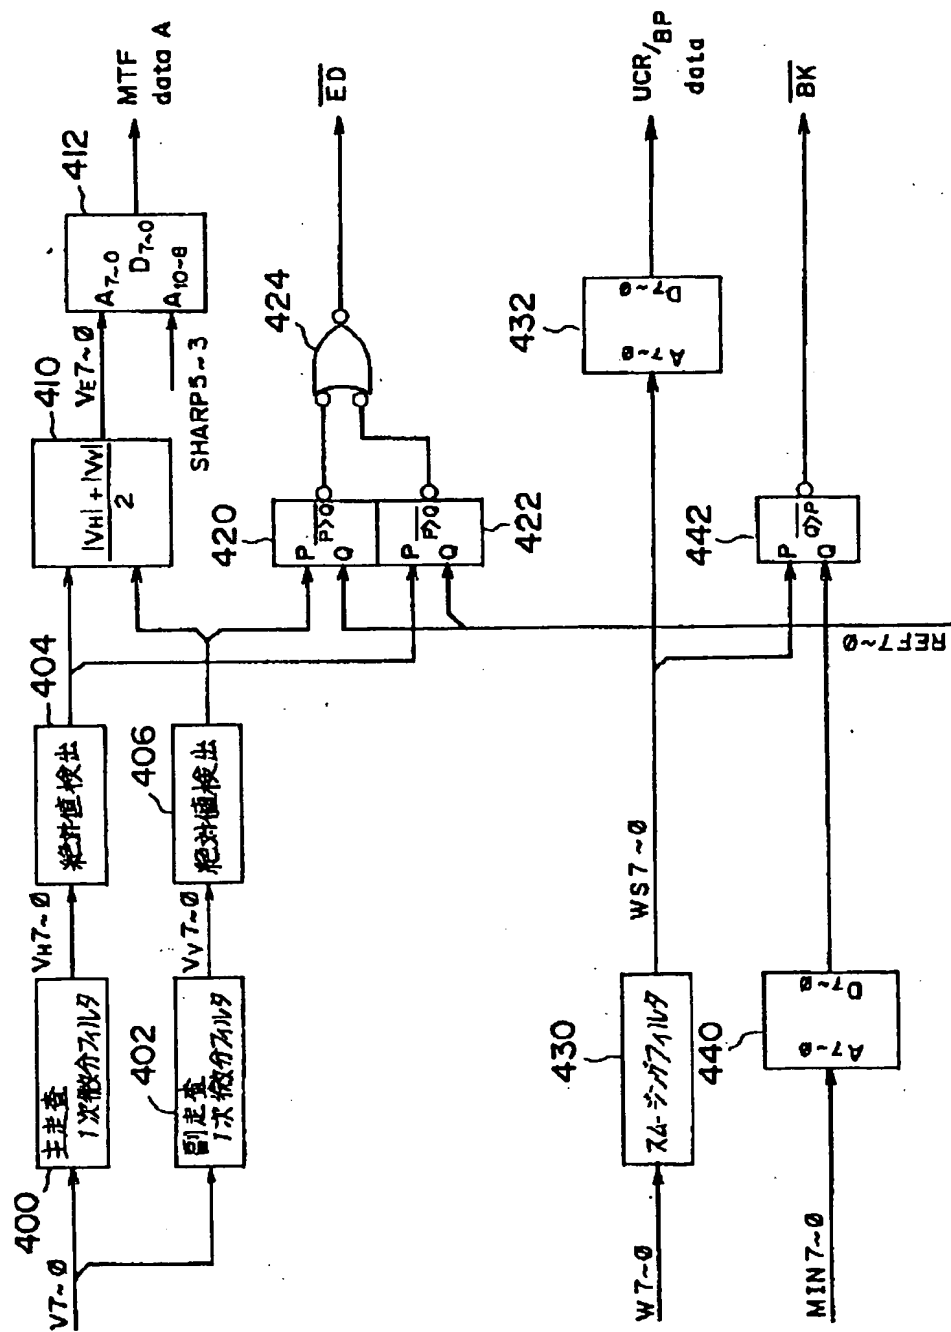 V7~0
400
主走査
1次微分フィルタ
VH7~0
404
絶対値検出
402
副走査
1次微分フィルタ
VV7~0
406
絶対値検出
410
|VH|+|VV|
2
VE7~0
SHARP5~3
412
A7~0
D7~0
A10~8
MTF
data A
420
P
Q
P>Q
422
P
Q
P>Q
424
ED
REF7~0
W7~0
430
スムージングフィルタ
WS7~0
432
A7~0
D7~0
UCR/BP
data
MIN7~0
440
A7~0
D7~0
442
P
Q
Q>P
BK